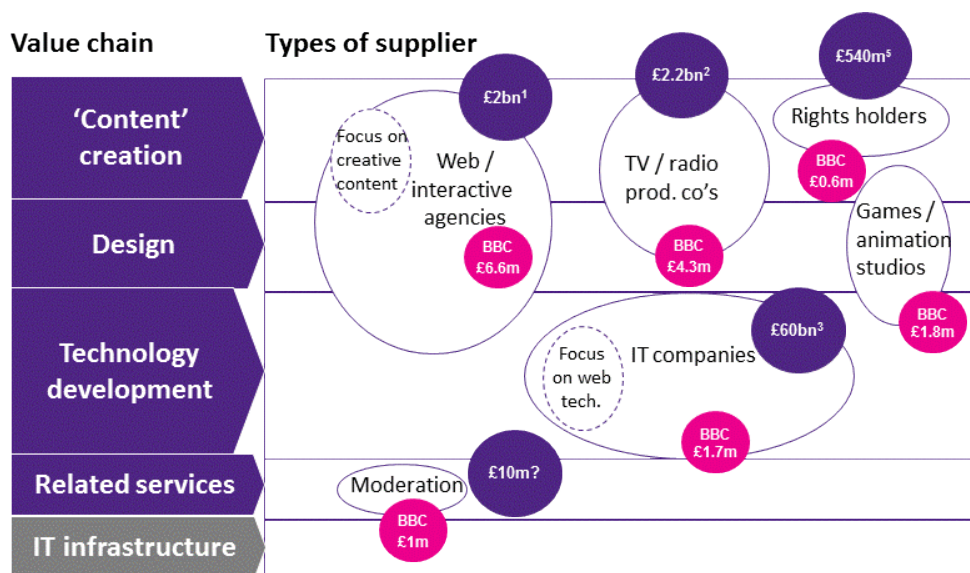 Value chain
Types of supplier
‘Content’
creation
Design
Technology
development
Related services
IT infrastructure
£2bn1
Focus on
creative
content
Web /
interactive
agencies
BBC
£6.6m
£2.2bn2
TV / radio
prod. co’s
BBC
£4.3m
£540m5
Rights holders
BBC
£0.6m
Games /
animation
studios
BBC
£1.8m
£60bn3
IT companies
Focus
on web
tech.
BBC
£1.7m
£10m?
Moderation
BBC
£1m